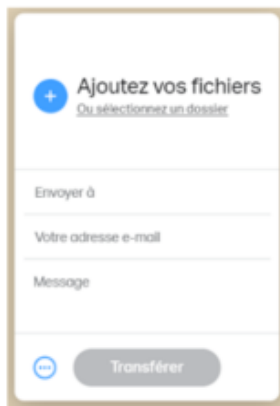 Ajoutez vos fichiers
Ou sélectionnez un dossier
Envoyer à
Votre adresse e-mail
Message
Transférer